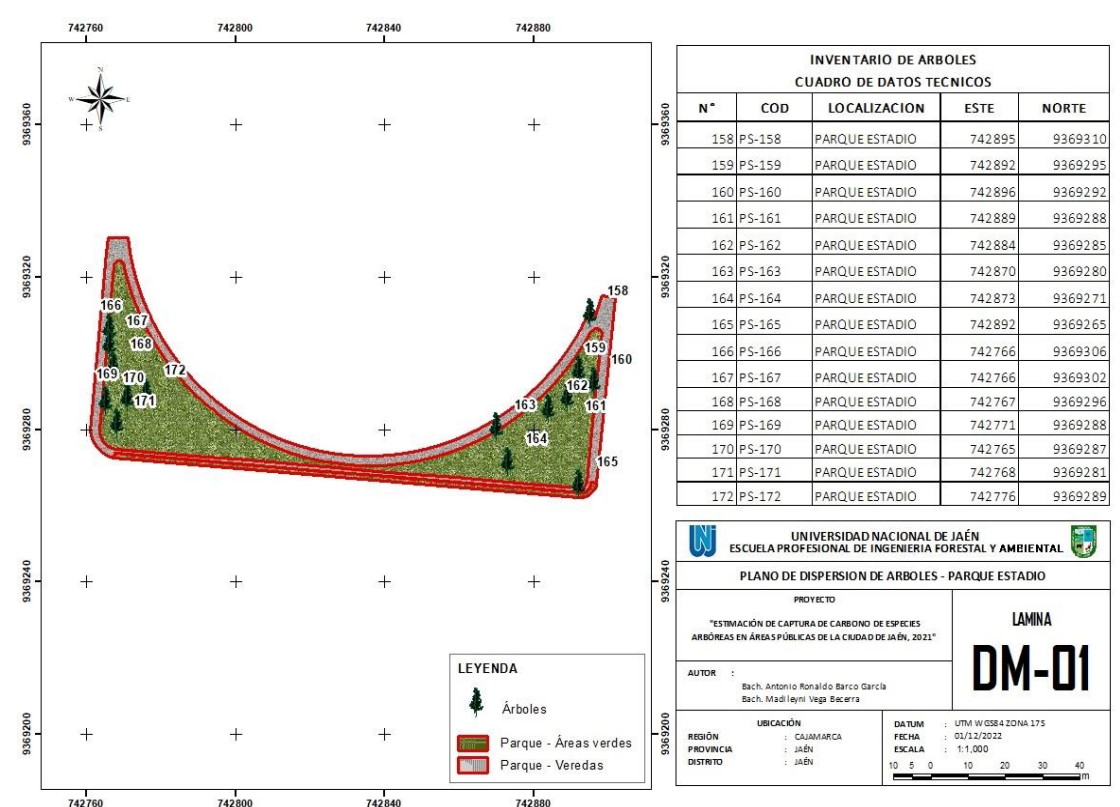 742760 742800 742840 742880
9369360 9369360
N
W E
S
9369320 9369320
158
166
167
168 159
160
172
169 170 162
171 163 161
9369280 9369280
164
165
9369240 9369240
LEYENDA
Árboles
Parque - Áreas verdes
Parque - Veredas
9369200 9369200
742760 742800 742840 742880
INVENTARIO DE ARBOLES
CUADRO DE DATOS TECNICOS
N° COD LOCALIZACION ESTE NORTE
158 PS-158 PARQUE ESTADIO 742895 9369310
159 PS-159 PARQUE ESTADIO 742892 9369295
160 PS-160 PARQUE ESTADIO 742896 9369292
161 PS-161 PARQUE ESTADIO 742889 9369288
162 PS-162 PARQUE ESTADIO 742884 9369285
163 PS-163 PARQUE ESTADIO 742870 9369280
164 PS-164 PARQUE ESTADIO 742873 9369271
165 PS-165 PARQUE ESTADIO 742892 9369265
166 PS-166 PARQUE ESTADIO 742766 9369306
167 PS-167 PARQUE ESTADIO 742766 9369302
168 PS-168 PARQUE ESTADIO 742767 9369296
169 PS-169 PARQUE ESTADIO 742771 9369288
170 PS-170 PARQUE ESTADIO 742765 9369287
171 PS-171 PARQUE ESTADIO 742768 9369281
172 PS-172 PARQUE ESTADIO 742776 9369289
UNJ
UNIVERSIDAD NACIONAL DE JAÉN
ESCUELA PROFESIONAL DE INGENIERIA FORESTAL Y AMBIENTAL
PLANO DE DISPERSION DE ARBOLES - PARQUE ESTADIO
PROYECTO
"ESTIMACIÓN DE CAPTURA DE CARBONO DE ESPECIES
ARBÓREAS EN ÁREAS PÚBLICAS DE LA CIUDAD DE JAÉN, 2021"
LAMINA
DM-01
AUTOR :
Bach. Antonio Ronaldo Barco García
Bach. Madileyni Vega Becerra
UBICACIÓN
REGIÓN : CAJAMARCA
PROVINCIA : JAÉN
DISTRITO : JAÉN
DATUM : UTM WGS84 ZONA 17S
FECHA : 01/12/2022
ESCALA : 1:1,000
10 5 0 10 20 30 40
m